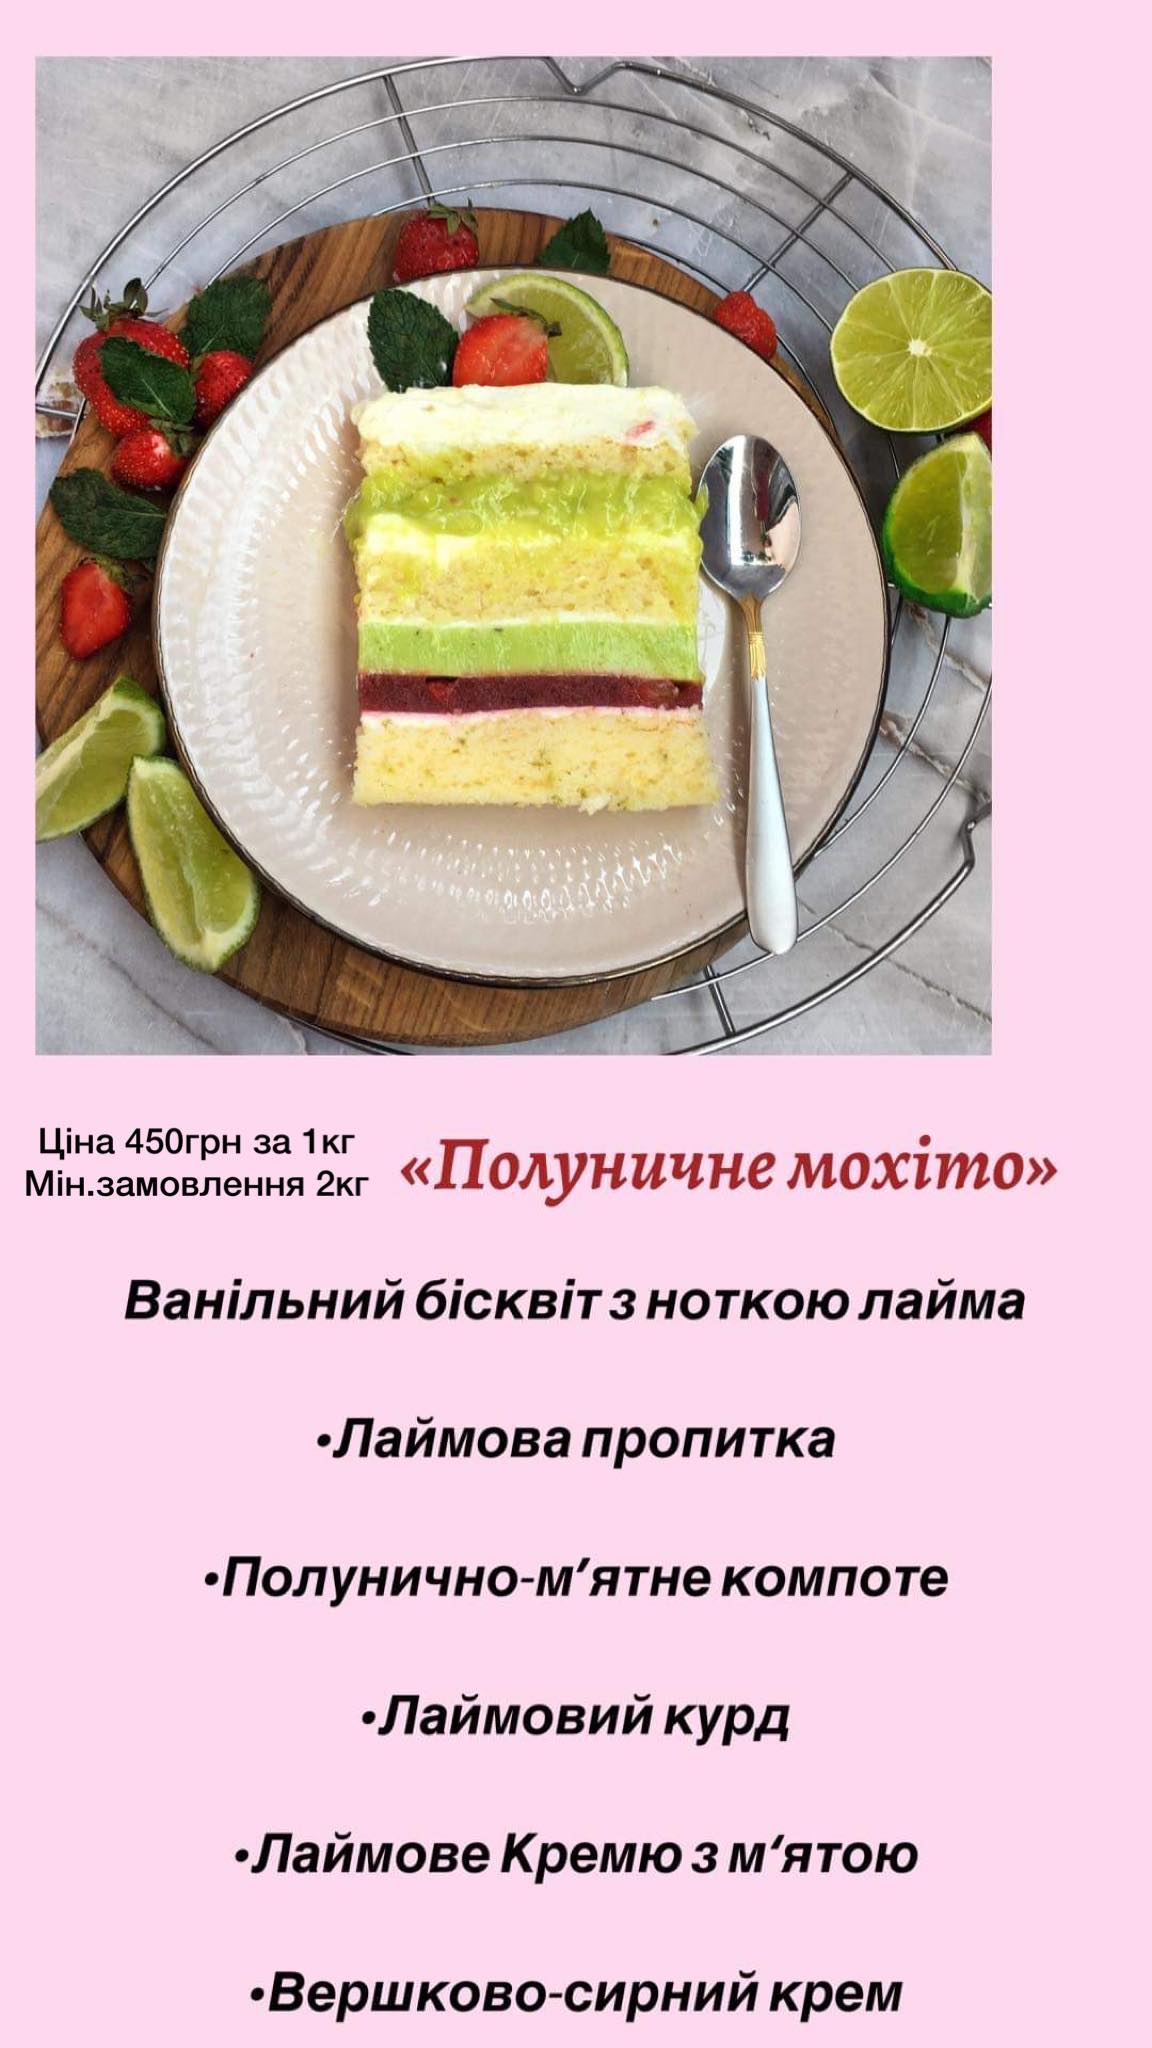 Ціна 450грн за 1кг
Мін.замовлення 2кг
«Полуничне мохіто»
Ванільний бісквіт з ноткою лайма
•Лаймова пропитка
•Полунично-м’ятне компоте
•Лаймовий курд
•Лаймове Кремю з м‘ятою
•Вершково-сирний крем